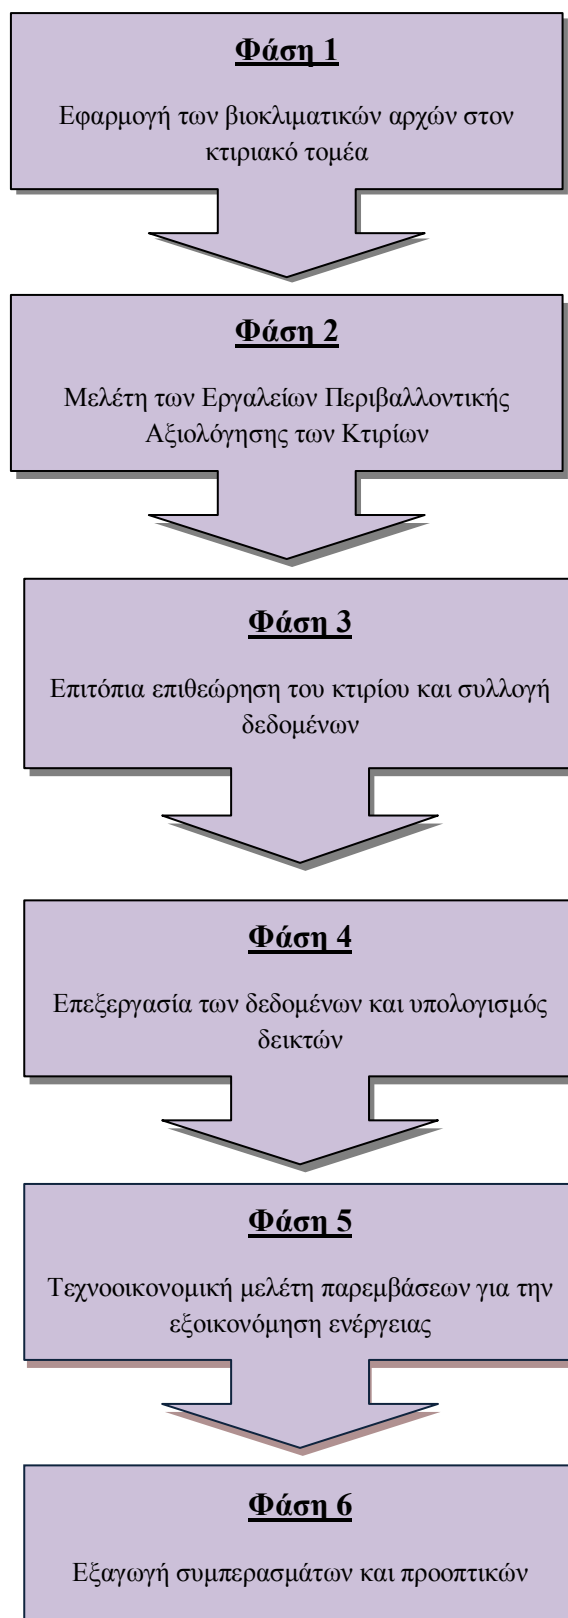 Φάση 1
Εφαρμογή των βιοκλιματικών αρχών στον
κτιριακό τομέα
Φάση 2
Μελέτη των Εργαλείων Περιβαλλοντικής
Αξιολόγησης των Κτιρίων
Φάση 3
Επιτόπια επιθεώρηση του κτιρίου και συλλογή
δεδομένων
Φάση 4
Επεξεργασία των δεδομένων και υπολογισμός
δεικτών
Φάση 5
Τεχνοοικονομική μελέτη παρεμβάσεων για την
εξοικονόμηση ενέργειας
Φάση 6
Εξαγωγή συμπερασμάτων και προοπτικών